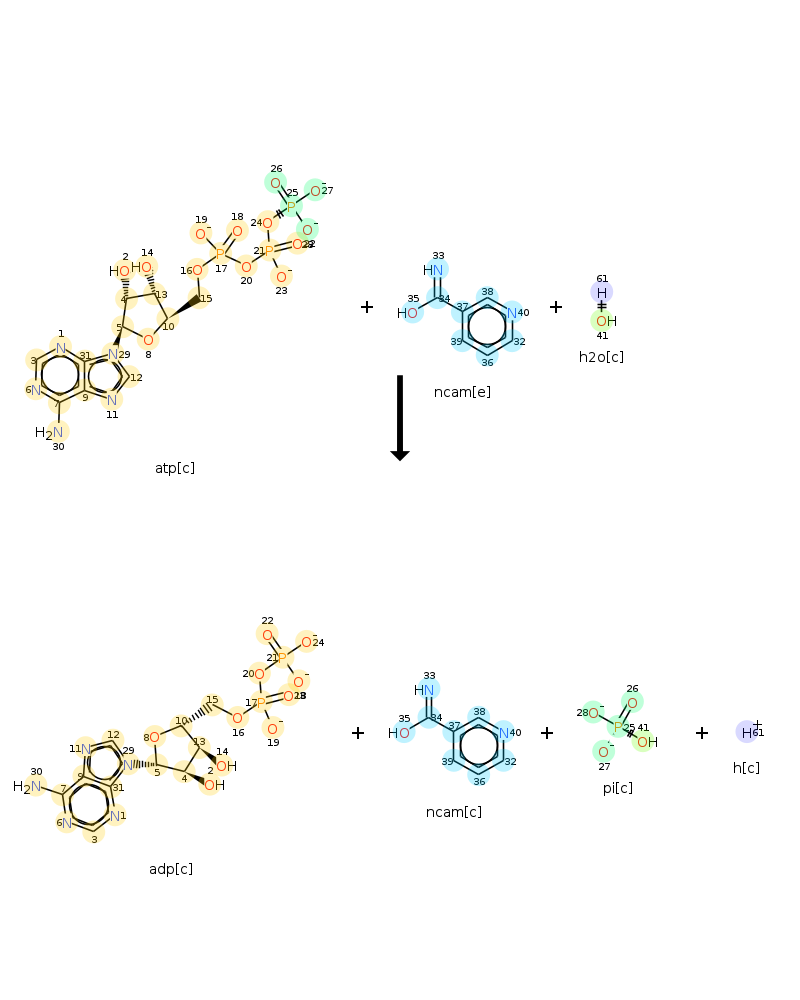 26
25
O
O⁻ 27
P
19
18
24
O
O⁻
22
O⁻
O
21
P
O
2
14
16
O
P
17
O
20
O⁻
23
HO
HO
4
13
15
5
10
O
8
1
N
31
N 29
3
12
6 N
7
9
N
11
H₂N
30
atp[c]
+
33
HN
35
HO
34
37
38
N 40
39
32
36
ncam[e]
+
61
H
OH
41
h2o[c]
22
O
O⁻ 24
21 P
20
O
O⁻
17 P
O
O⁻
19
15
16
O
10
8 O
13
14
OH
2
OH
4
5
12
11 N
29
N
30
H₂N
7
9
31
6 N
N 1
3
adp[c]
+
33
HN
35
HO
34
37
38
N 40
39
32
36
ncam[c]
+
26
O
28 O⁻
P 25
41
OH
O⁻
27
pi[c]
+
H⁺ 61
h[c]